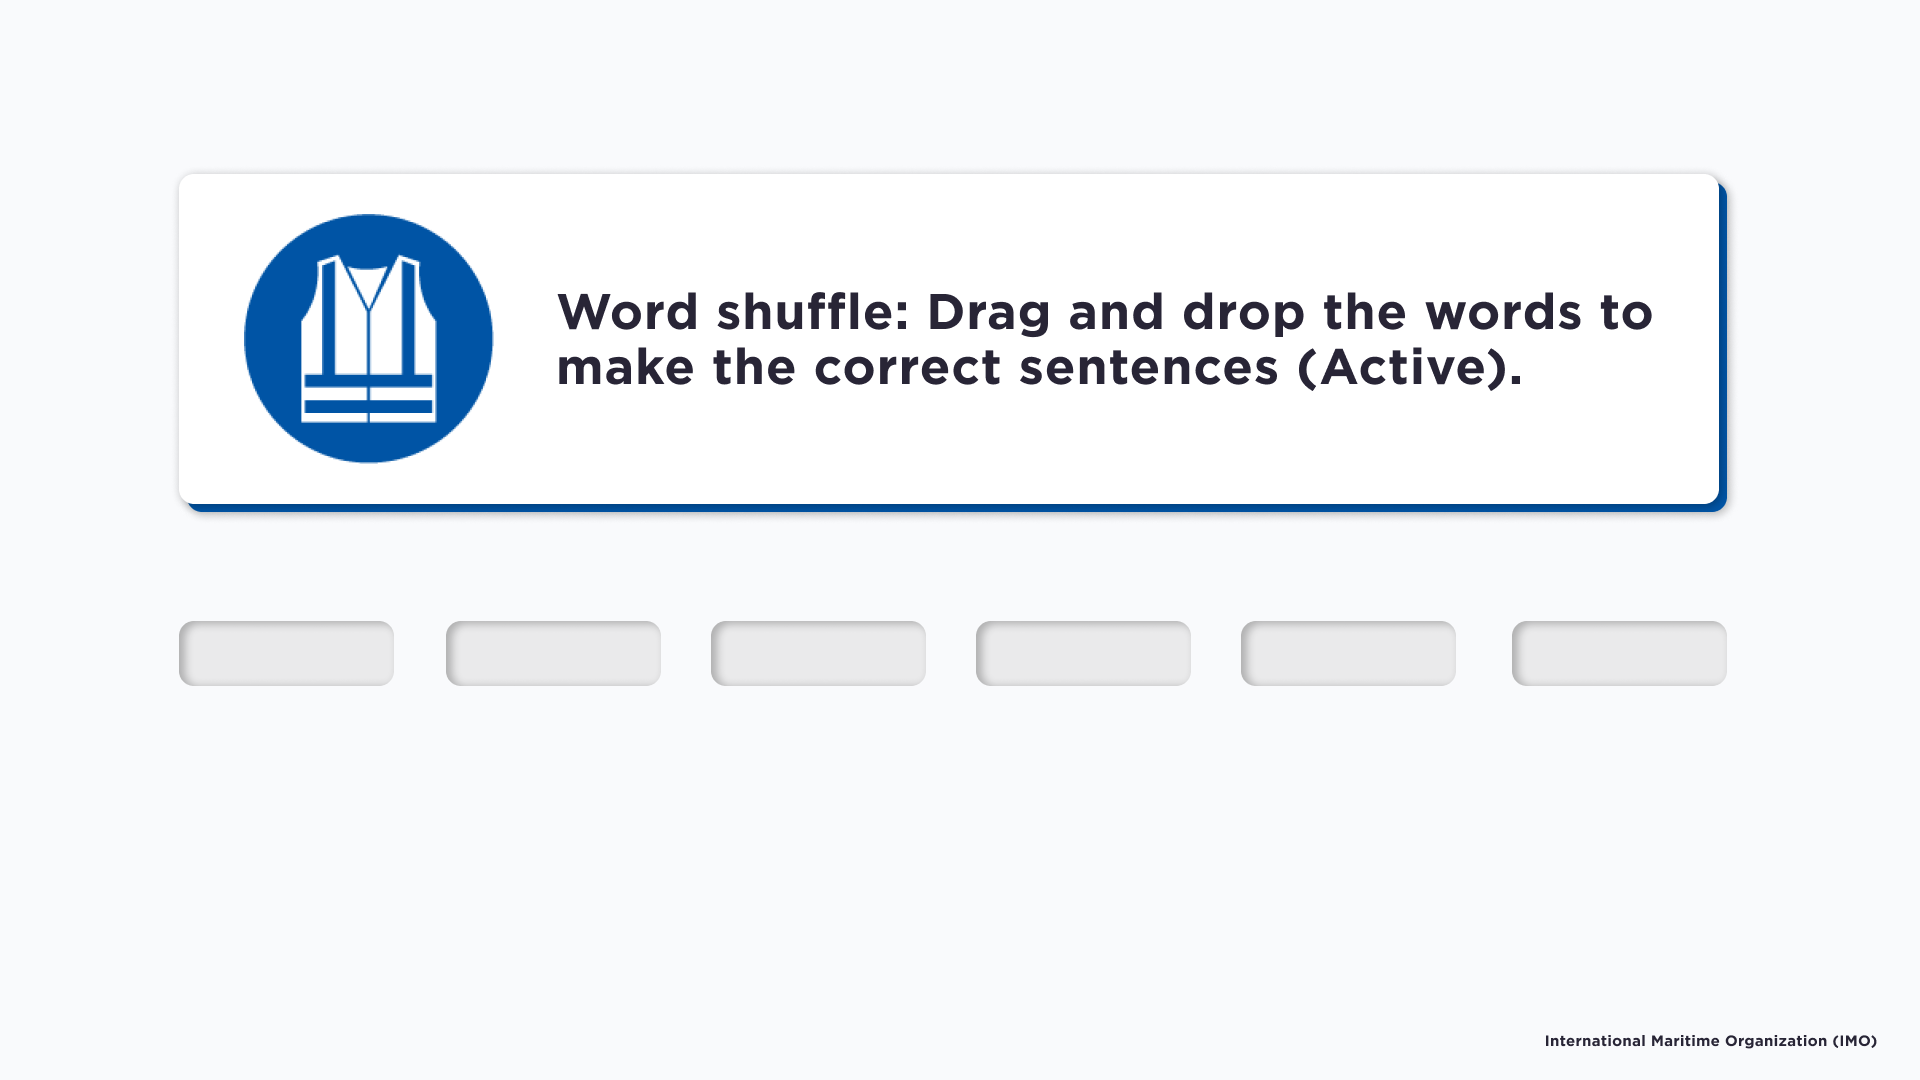 Word shuffle: Drag and drop the words to
make the correct sentences (Active).
International Maritime Organization (IMO)